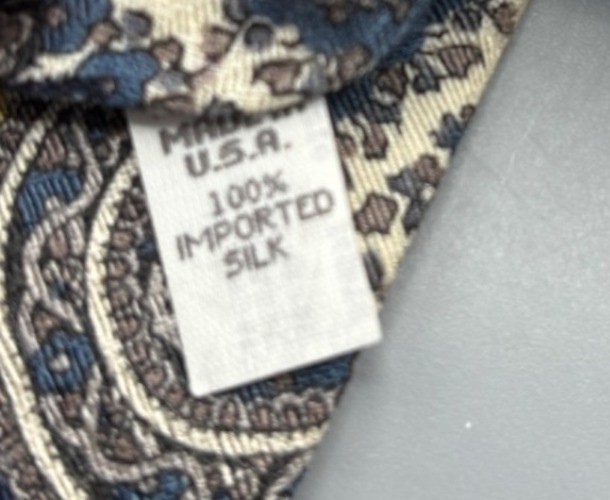 MADE IN
U.S.A.
100%
IMPORTED
SILK